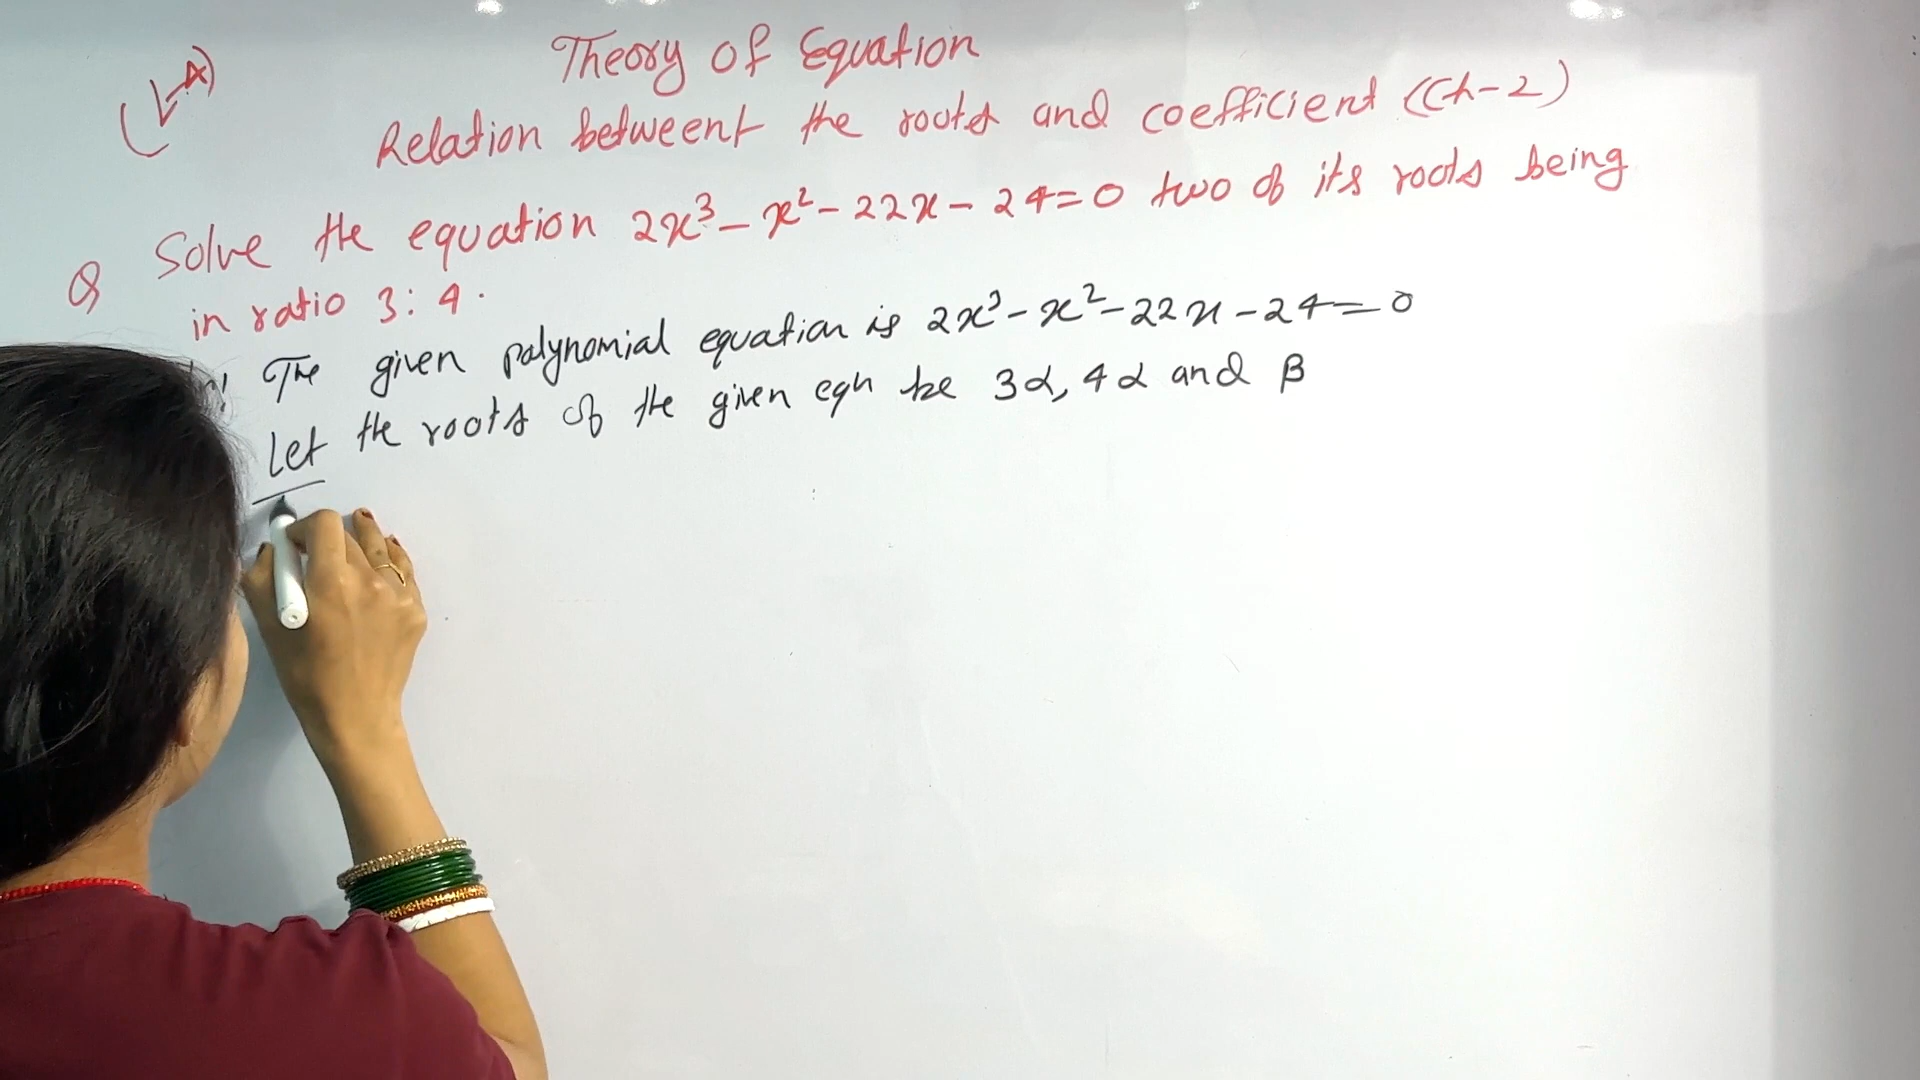 (L-A)
Theory of Equation
Relation betweent the roots and coefficient (Ch-2)
Q Solve the equation 2x³-x²-22x-24=0 two of its roots being
in ratio 3:4.
The given polynomial equation is 2x³-x²-22x-24=0
Let the roots of the given eqn be 3α, 4α and β